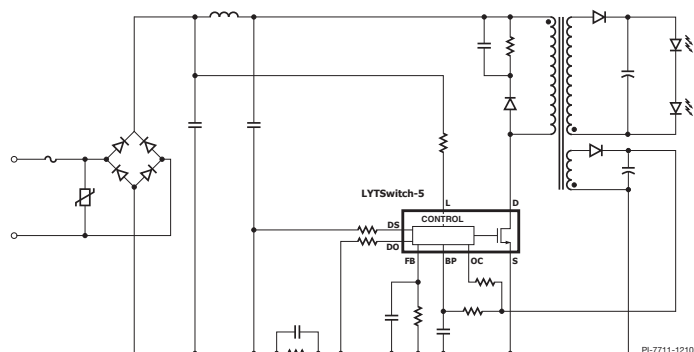 LYTSwitch-5
L
D
CONTROL
DS
DO
FB
BP
OC
S
PI-7711-1210